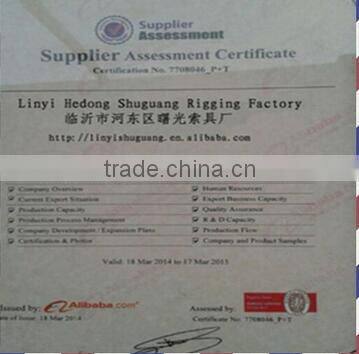 Supplier
Assessment
Supplier Assessment Certificate
Certification No. 7708046_P+T
Linyi Hedong Shuguang Rigging Factory
临沂市河东区曙光索具厂
http://linyishuguang.en.alibaba.com/
trade.china.cn
Company Overview
Human Resources
Current Export Situation
Export Business Capacity
Production Capacity
Quality Assurance
Production Process Management
R & D Capacity
Company Development / Expansion Plans
Production Flow
Certification & Photos
Company and Product Samples
Valid: 18 Mar 2014 to 17 Mar 2015
Issued by:
Alibaba.com
Assessed by:
Date of issue: 18 Mar 2014
Certificate No. 7708046_P+T